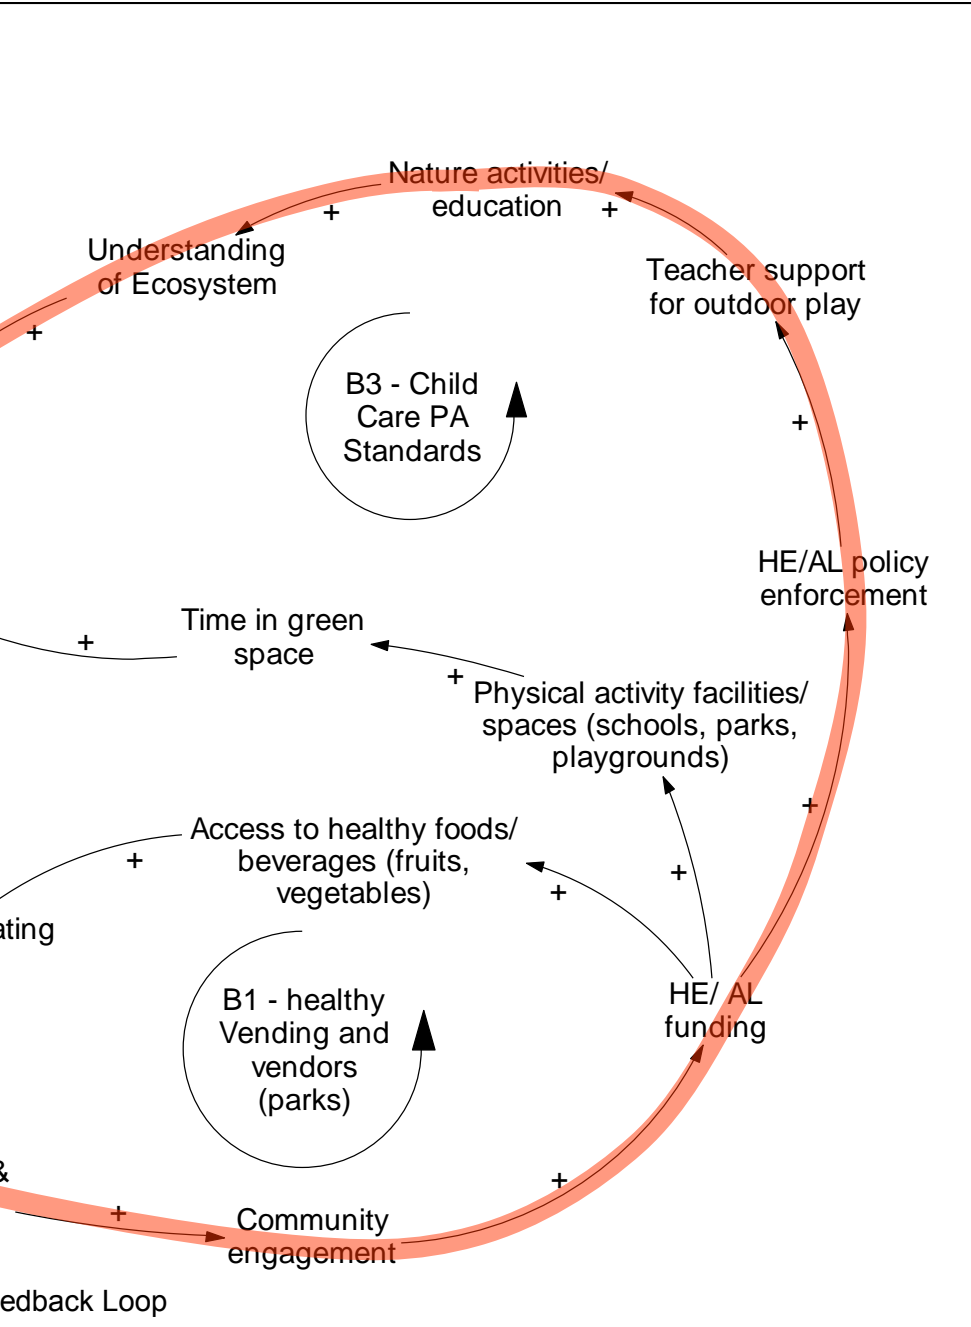 Nature activities/
education
+
+
Understanding
of Ecosystem
+
Teacher support
for outdoor play
+
B3 - Child
Care PA
Standards
HE/AL policy
enforcement
Time in green
space
+
+
Physical activity facilities/
spaces (schools, parks,
playgrounds)
+
Access to healthy foods/
beverages (fruits,
vegetables)
+
+
+
ating
B1 - healthy
Vending and
vendors
(parks)
HE/ AL
funding
&
+
+
Community
engagement
edback Loop